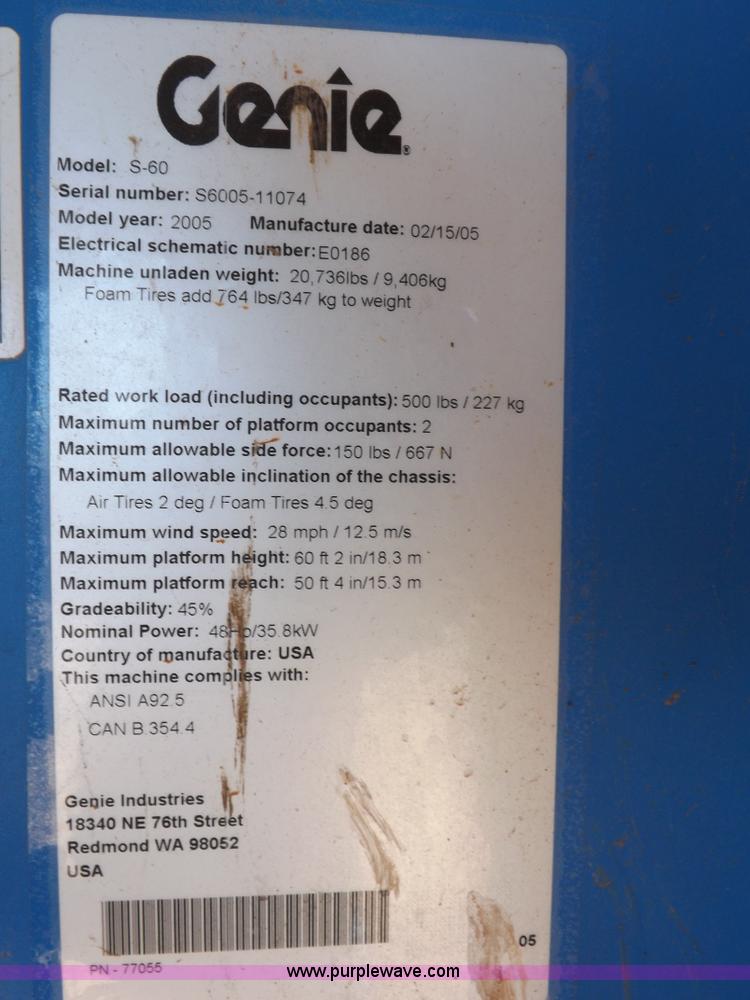 Genie®
Model: S-60
Serial number: S6005-11074
Model year: 2005 Manufacture date: 02/15/05
Electrical schematic number: E0186
Machine unladen weight: 20,736lbs / 9,406kg
Foam Tires add 764 lbs/347 kg to weight
Rated work load (including occupants): 500 lbs / 227 kg
Maximum number of platform occupants: 2
Maximum allowable side force: 150 lbs / 667 N
Maximum allowable inclination of the chassis:
Air Tires 2 deg / Foam Tires 4.5 deg
Maximum wind speed: 28 mph / 12.5 m/s
Maximum platform height: 60 ft 2 in/18.3 m
Maximum platform reach: 50 ft 4 in/15.3 m
Gradeability: 45%
Nominal Power: 48Hp/35.8kW
Country of manufacture: USA
This machine complies with:
ANSI A92.5
CAN B.354.4
Genie Industries
18340 NE 76th Street
Redmond WA 98052
USA
05
PN - 77055
www.purplewave.com